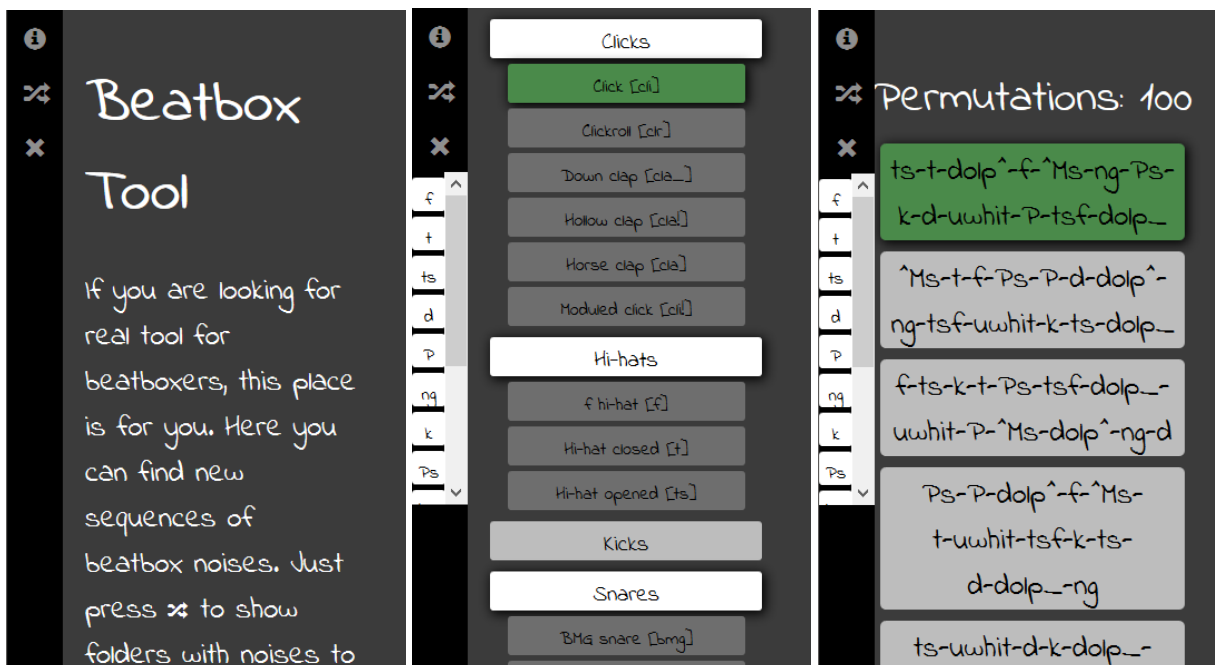 Beatbox
Tool
If you are looking for
real tool for
beatboxers, this place
is for you. Here you
can find new
sequences of
beatbox noises. Just
press to show
folders with noises to
f
t
ts
d
P
ng
k
Ps
Clicks
Click [cli]
Clickroll [clr]
Down clap [cla_]
Hollow clap [cla!]
Horse clap [cla]
Moduled click [cli!]
Hi-hats
f hi-hat [f]
Hi-hat closed [t]
Hi-hat opened [ts]
Kicks
Snares
BMG snare [bmg]
f
t
ts
d
P
ng
k
Ps
Permutations: 100
ts-t-dolp^-f-^Ms-ng-Ps-
k-d-uwhit-P-tsf-dolp_
^Ms-t-f-Ps-P-d-dolp^-
ng-tsf-uwhit-k-ts-dolp_
f-ts-k-t-Ps-tsf-dolp_-
uwhit-P-^Ms-dolp^-ng-d
Ps-P-dolp^-f-^Ms-
t-uwhit-tsf-k-ts-
d-dolp_-ng
ts-uwhit-d-k-dolp_-